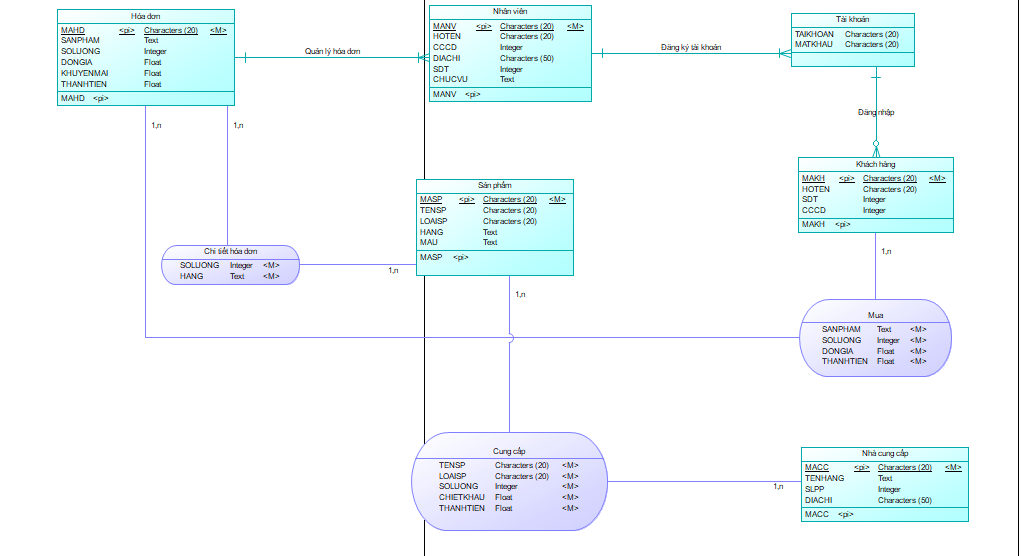 Hóa đơn
MAHD <pi> Characters (20) <M>
SANPHAM Text
SOLUONG Integer
DONGIA Float
KHUYENMAI Float
THANHTIEN Float
MAHD <pi>
Quản lý hóa đơn
Nhân viên
MANV <pi> Characters (20) <M>
HOTEN Characters (20)
CCCD Integer
DIACHI Characters (50)
SDT Integer
CHUCVU Text
MANV <pi>
Đăng ký tài khoản
Tài khoản
TAIKHOAN Characters (20)
MATKHAU Characters (20)
Đăng nhập
1,n
1,n
Khách hàng
MAKH <pi> Characters (20) <M>
HOTEN Characters (20)
SDT Integer
CCCD Integer
MAKH <pi>
Sản phẩm
MASP <pi> Characters (20) <M>
TENSP Characters (20)
LOAISP Characters (20)
HANG Text
MAU Text
MASP <pi>
Chi tiết hóa đơn
SOLUONG Integer <M>
HANG Text <M>
1,n
1,n
1,n
Mua
SANPHAM Text <M>
SOLUONG Integer <M>
DONGIA Float <M>
THANHTIEN Float <M>
Cung cấp
TENSP Characters (20) <M>
LOAISP Characters (20) <M>
SOLUONG Integer <M>
CHIETKHAU Float <M>
THANHTIEN Float <M>
1,n
Nhà cung cấp
MACC <pi> Characters (20) <M>
TENHANG Text
SLPP Integer
DIACHI Characters (50)
MACC <pi>